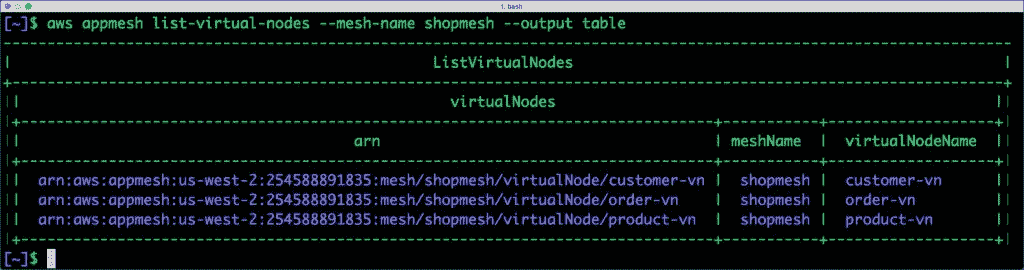 1. bash
[~]$ aws appmesh list-virtual-nodes --mesh-name shopmesh --output table
ListVirtualNodes
virtualNodes
arn | meshName | virtualNodeName
arn:aws:appmesh:us-west-2:254588891835:mesh/shopmesh/virtualNode/customer-vn | shopmesh | customer-vn
arn:aws:appmesh:us-west-2:254588891835:mesh/shopmesh/virtualNode/order-vn | shopmesh | order-vn
arn:aws:appmesh:us-west-2:254588891835:mesh/shopmesh/virtualNode/product-vn | shopmesh | product-vn
[~]$